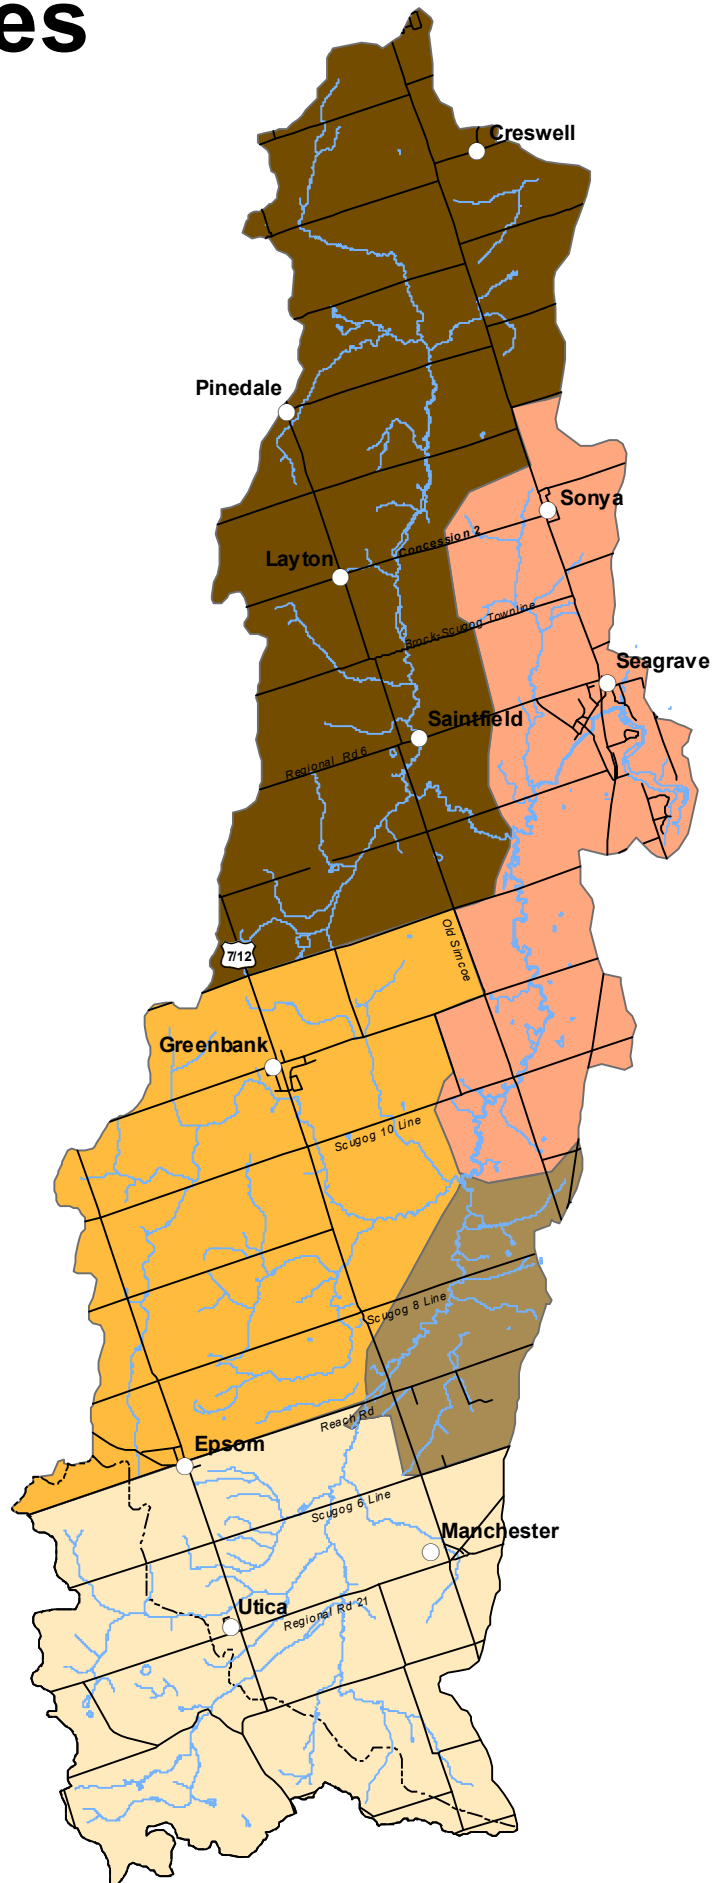 es
Creswell
Pinedale
Sonya
Concession 2
Layton
Brock-Scugog Townline
Seagrave
Saintfield
Regional Rd 6
Old Simcoe
7/12
Greenbank
Scugog 10 Line
Scugog 8 Line
Reach Rd
Epsom
Scugog 6 Line
Manchester
Utica
Regional Rd 21